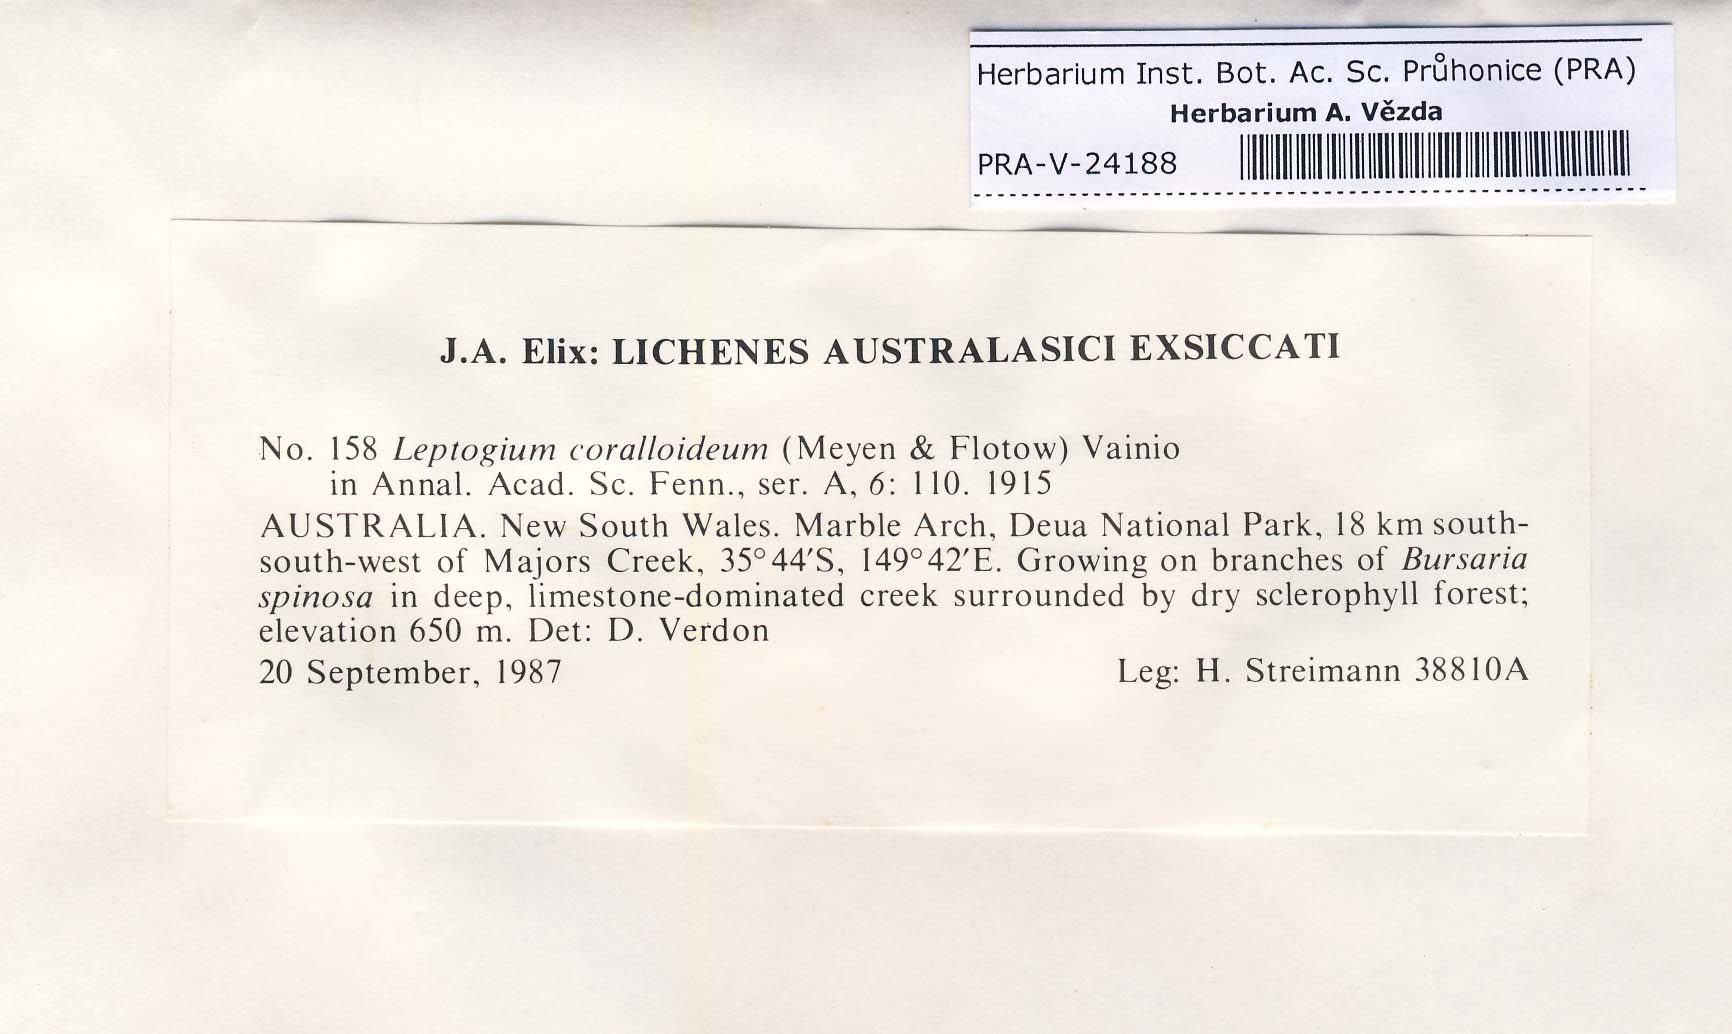 Herbarium Inst. Bot. Ac. Sc. Průhonice (PRA)
Herbarium A. Vězda
PRA-V-24188
J.A. Elix: LICHENES AUSTRALASICI EXSICCATI
No. 158 Leptogium coralloideum (Meyen & Flotow) Vainio
in Annal. Acad. Sc. Fenn., ser. A, 6: 110. 1915
AUSTRALIA. New South Wales. Marble Arch, Deua National Park, 18 km south-
south-west of Majors Creek, 35°44′S, 149°42′E. Growing on branches of Bursaria
spinosa in deep, limestone-dominated creek surrounded by dry sclerophyll forest;
elevation 650 m. Det: D. Verdon
20 September, 1987 Leg: H. Streimann 38810A